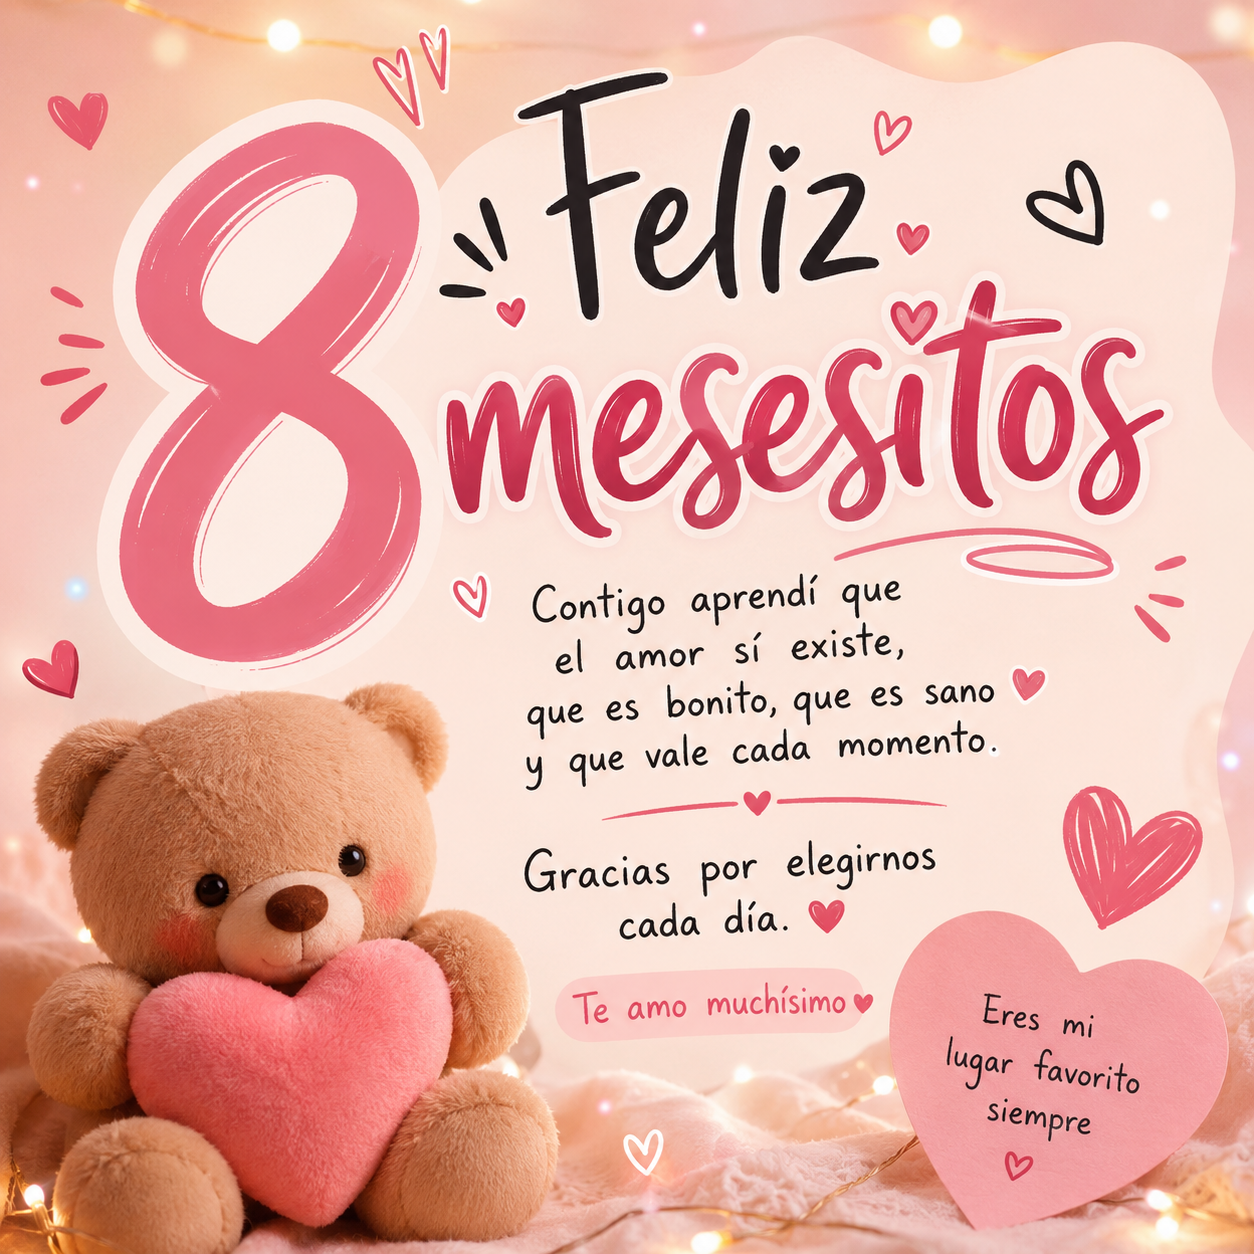 8
Feliz
mesesitos
Contigo aprendí que
el amor sí existe,
que es bonito, que es sano
y que vale cada momento.
Gracias por elegirnos
cada día.
Te amo muchísimo
Eres mi
lugar favorito
siempre